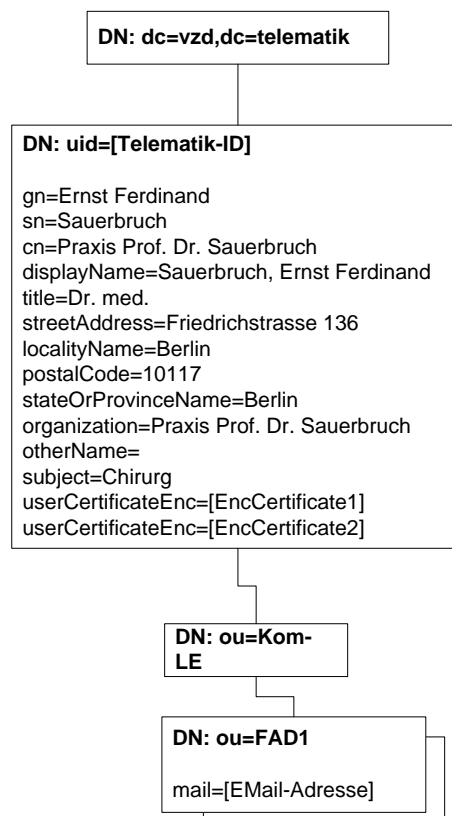 DN: dc=vzd,dc=telematik
DN: uid=[Telematik-ID]
gn=Ernst Ferdinand
sn=Sauerbruch
cn=Praxis Prof. Dr. Sauerbruch
displayName=Sauerbruch, Ernst Ferdinand
title=Dr. med.
streetAddress=Friedrichstrasse 136
localityName=Berlin
postalCode=10117
stateOrProvinceName=Berlin
organization=Praxis Prof. Dr. Sauerbruch
otherName=
subject=Chirurg
userCertificateEnc=[EncCertificate1]
userCertificateEnc=[EncCertificate2]
DN: ou=Kom-
LE
DN: ou=FAD1
mail=[EMail-Adresse]